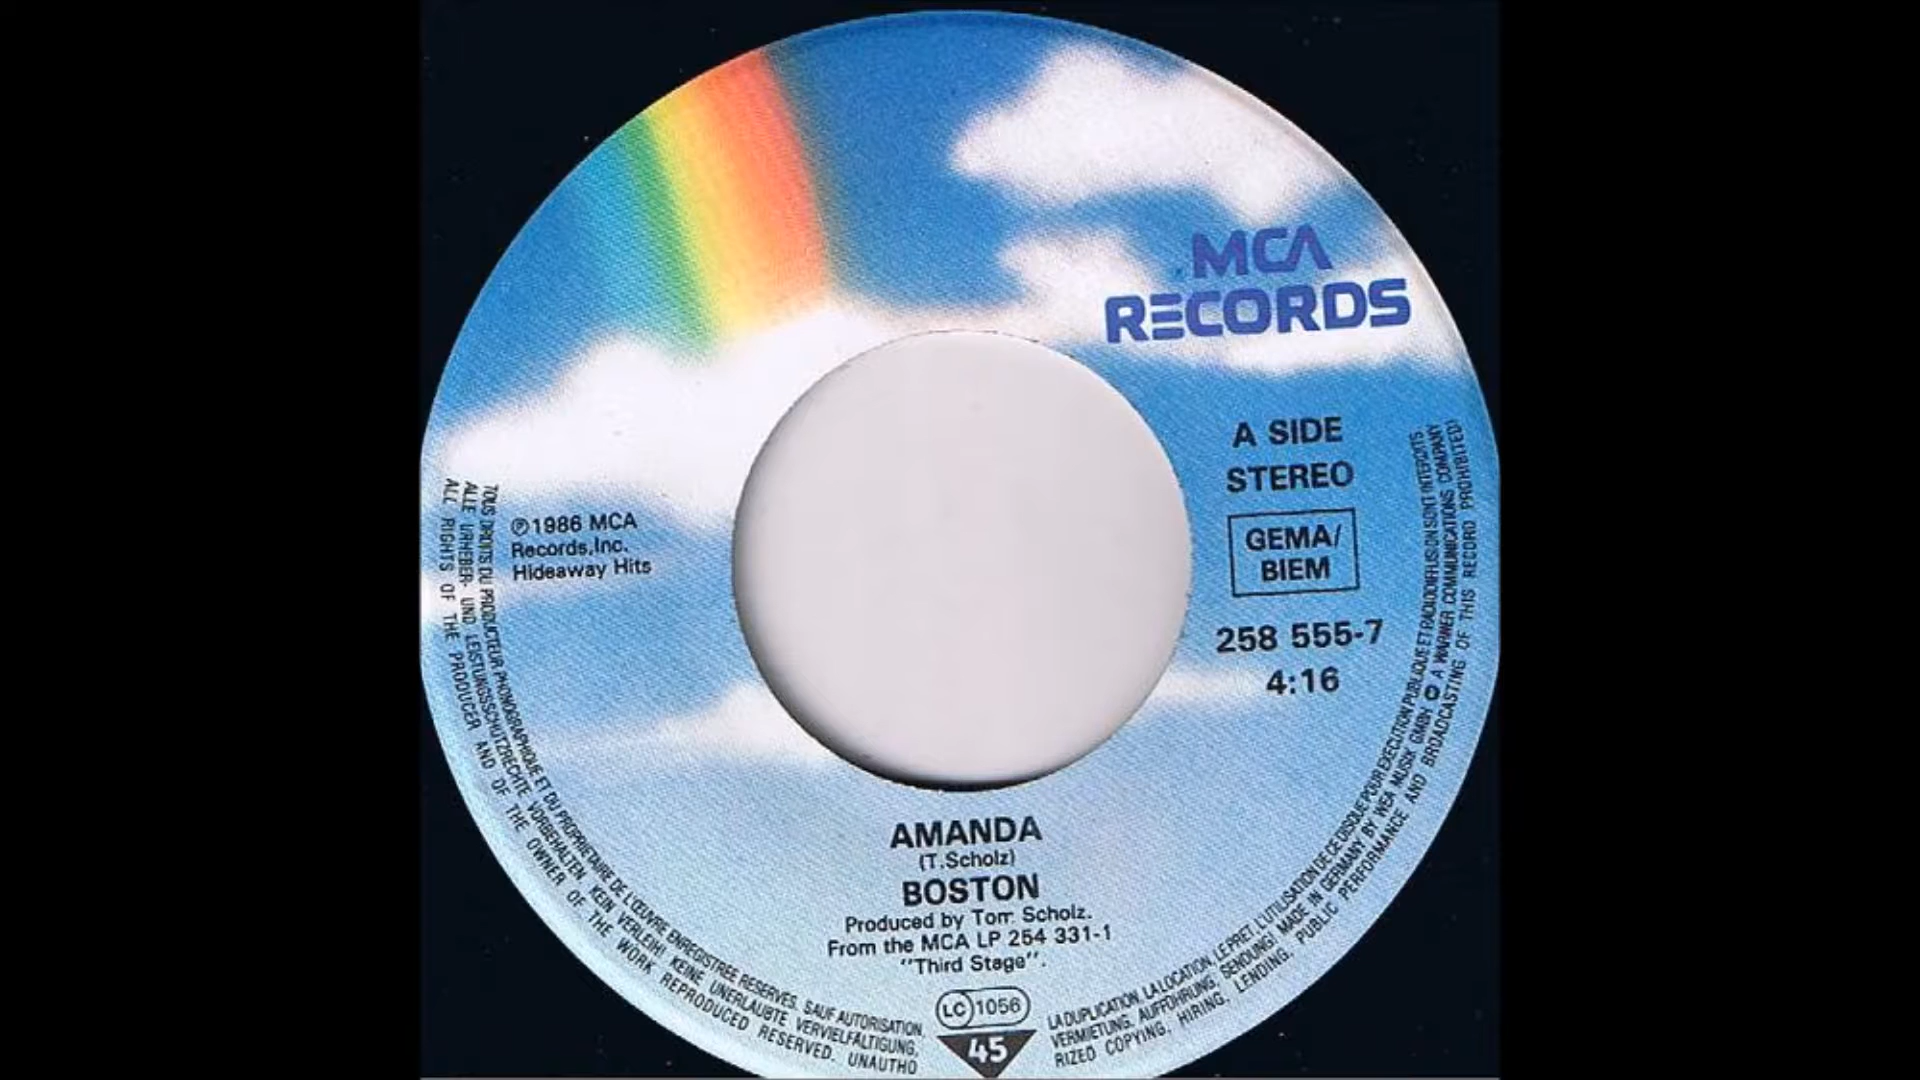 MCA
RECORDS
A SIDE
STEREO
GEMA/
BIEM
258 555-7
4:16
℗1986 MCA
Records,Inc.
Hideaway Hits
AMANDA
(T.Scholz)
BOSTON
Produced by Tom Scholz.
From the MCA LP 254 331-1
"Third Stage".
LC 1056
45
TOUS DROITS DU PRODUCTEUR PHONOGRAPHIQUE ET DU PROPRIETAIRE DE L'ŒUVRE ENREGISTREE RESERVES. SAUF AUTORISATION, LA DUPLICATION, LA LOCATION, LE PRET, L'UTILISATION DE CE DISQUE POUR EXECUTION PUBLIQUE ET RADIODIFFUSION SONT INTERDITS
ALLE URHEBER- UND LEISTUNGSSCHUTZRECHTE VORBEHALTEN. KEIN VERLEIH! KEINE UNERLAUBTE VERVIELFÄLTIGUNG, VERMIETUNG, AUFFÜHRUNG, SENDUNG! MADE IN GERMANY BY WEA MUSIK GMBH A WARNER COMMUNICATIONS COMPANY
ALL RIGHTS OF THE PRODUCER AND OF THE OWNER OF THE WORK REPRODUCED RESERVED. UNAUTHORIZED COPYING, HIRING, LENDING, PUBLIC PERFORMANCE AND BROADCASTING OF THIS RECORD PROHIBITED!